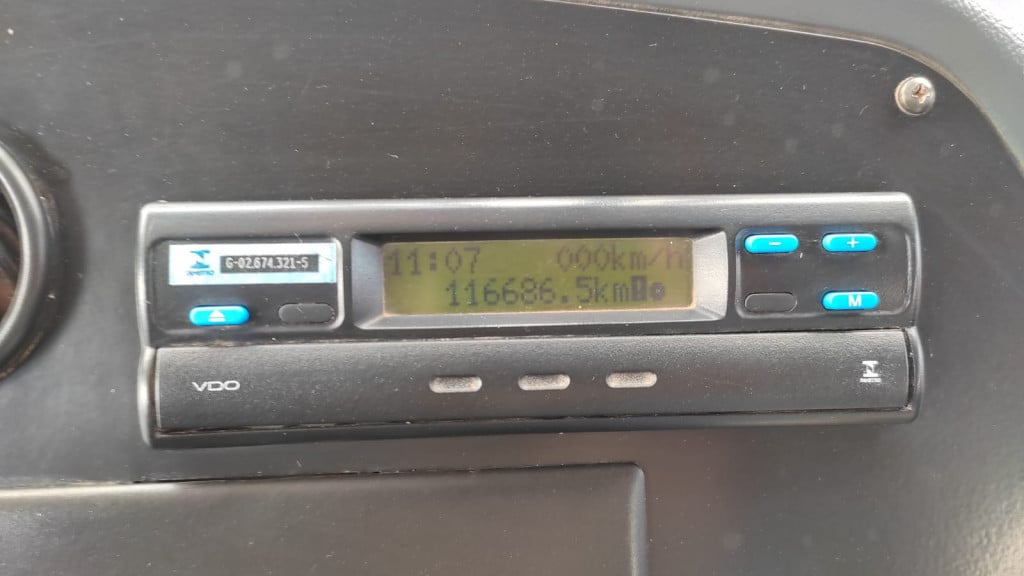 G-02.674.321-5
11:07 000km/h
116686.5km
− +
M
VDO